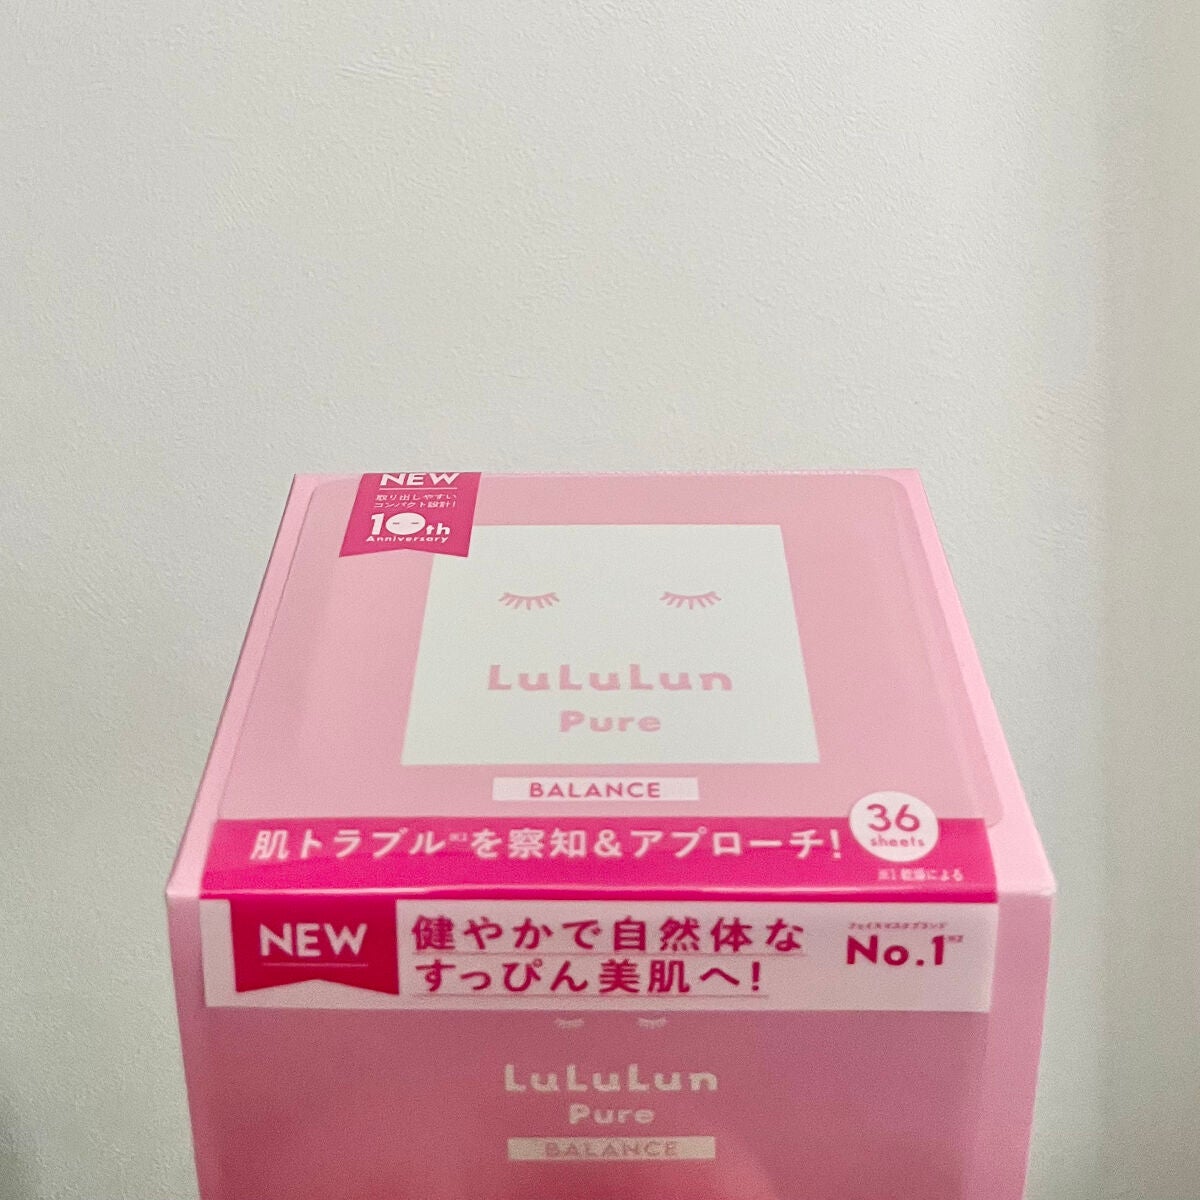 NEW
取り出しやすい
コンパクト設計!
10th
Anniversary
LuLuLun
Pure
BALANCE
肌トラブル※1を察知&アプローチ!
36
sheets
※1 乾燥による
NEW
健やかで自然体な
すっぴん美肌へ!
フェイスマスクブランド
No.1※2
LuLuLun
Pure
BALANCE